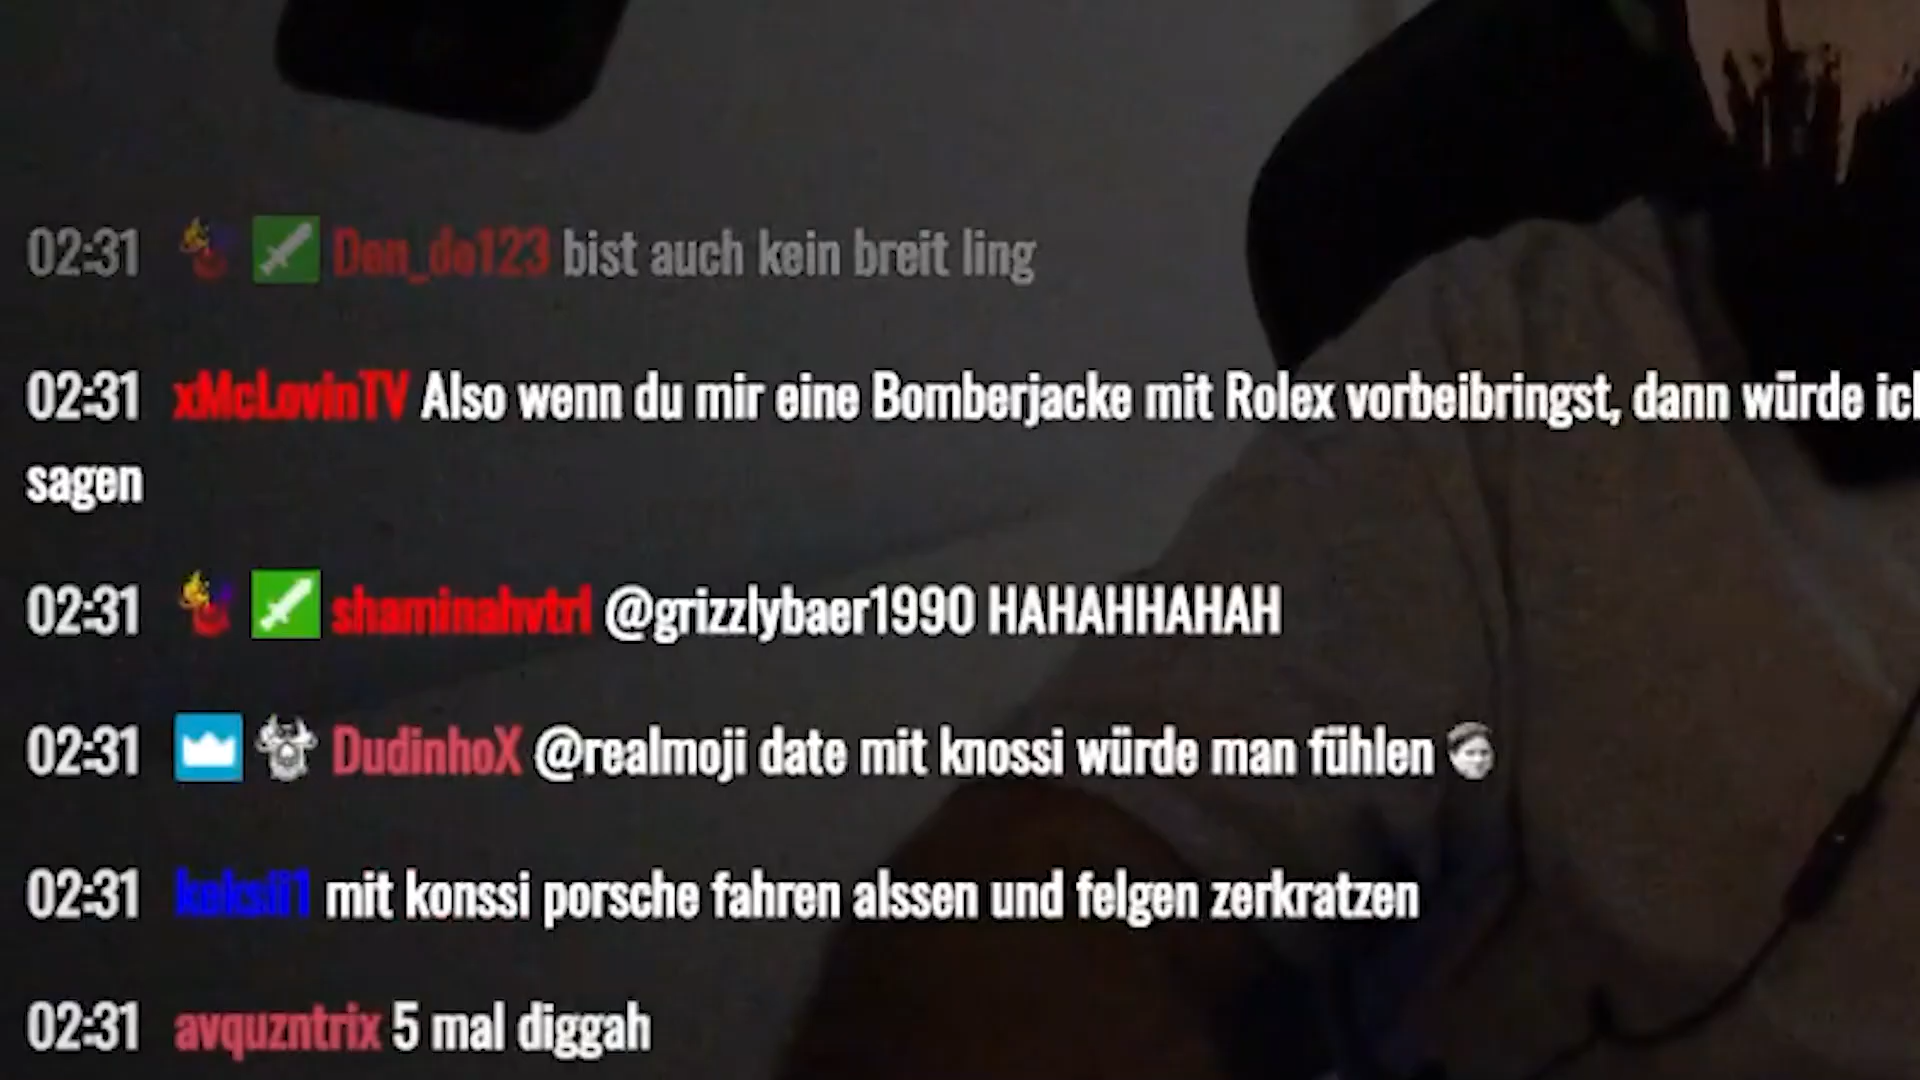 02:31 Den_do123 bist auch kein breit ling
02:31 xMcLovinTV Also wenn du mir eine Bomberjacke mit Rolex vorbeibringst, dann würde
sagen
02:31 shaminahvtrl @grizzlybaer1990 HAHAHHAHAH
02:31 DudinhoX @realmoji date mit knossi würde man fühlen
02:31 keksii1 mit konssi porsche fahren alssen und felgen zerkratzen
02:31 avquzntrix 5 mal diggah